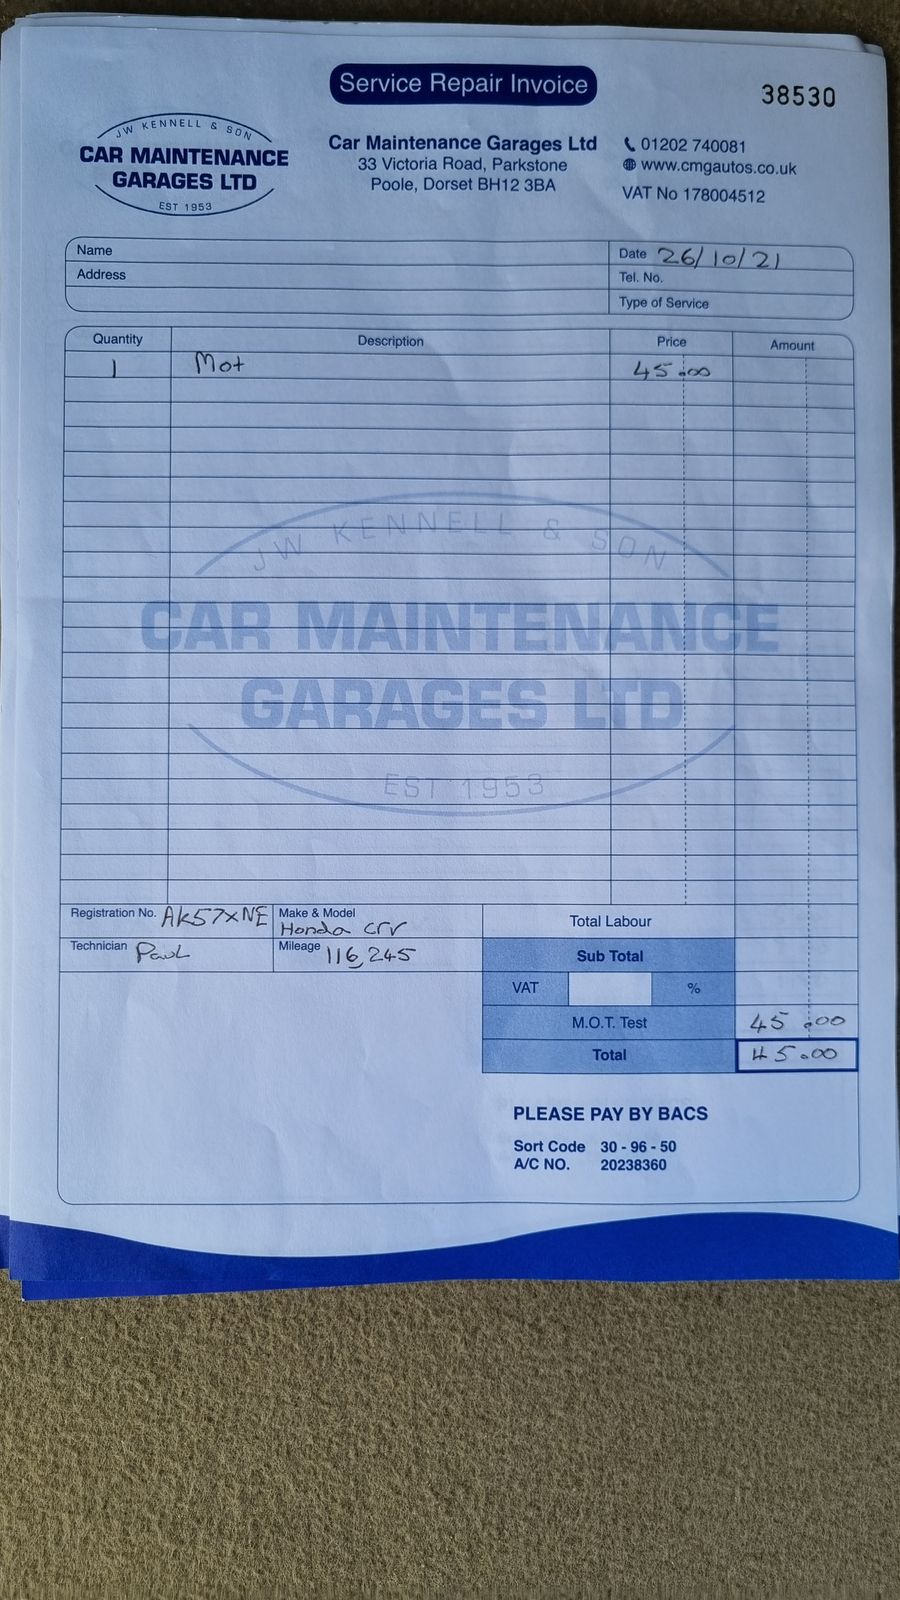 Service Repair Invoice
38530
JW KENNELL & SON
CAR MAINTENANCE
GARAGES LTD
EST 1953
Car Maintenance Garages Ltd
33 Victoria Road, Parkstone
Poole, Dorset BH12 3BA
01202 740081
www.cmgautos.co.uk
VAT No 178004512
Name
Date 26/10/21
Address
Tel. No.
Type of Service
Quantity Description Price Amount
1 Mot 45.00
JW KENNELL & SON
CAR MAINTENANCE
GARAGES LTD
EST 1953
Registration No. AK57XNE Make & Model Honda CRV
Total Labour
Technician Paul Mileage 116,245
Sub Total
VAT %
M.O.T. Test 45.00
Total 45.00
PLEASE PAY BY BACS
Sort Code 30 - 96 - 50
A/C NO. 20238360